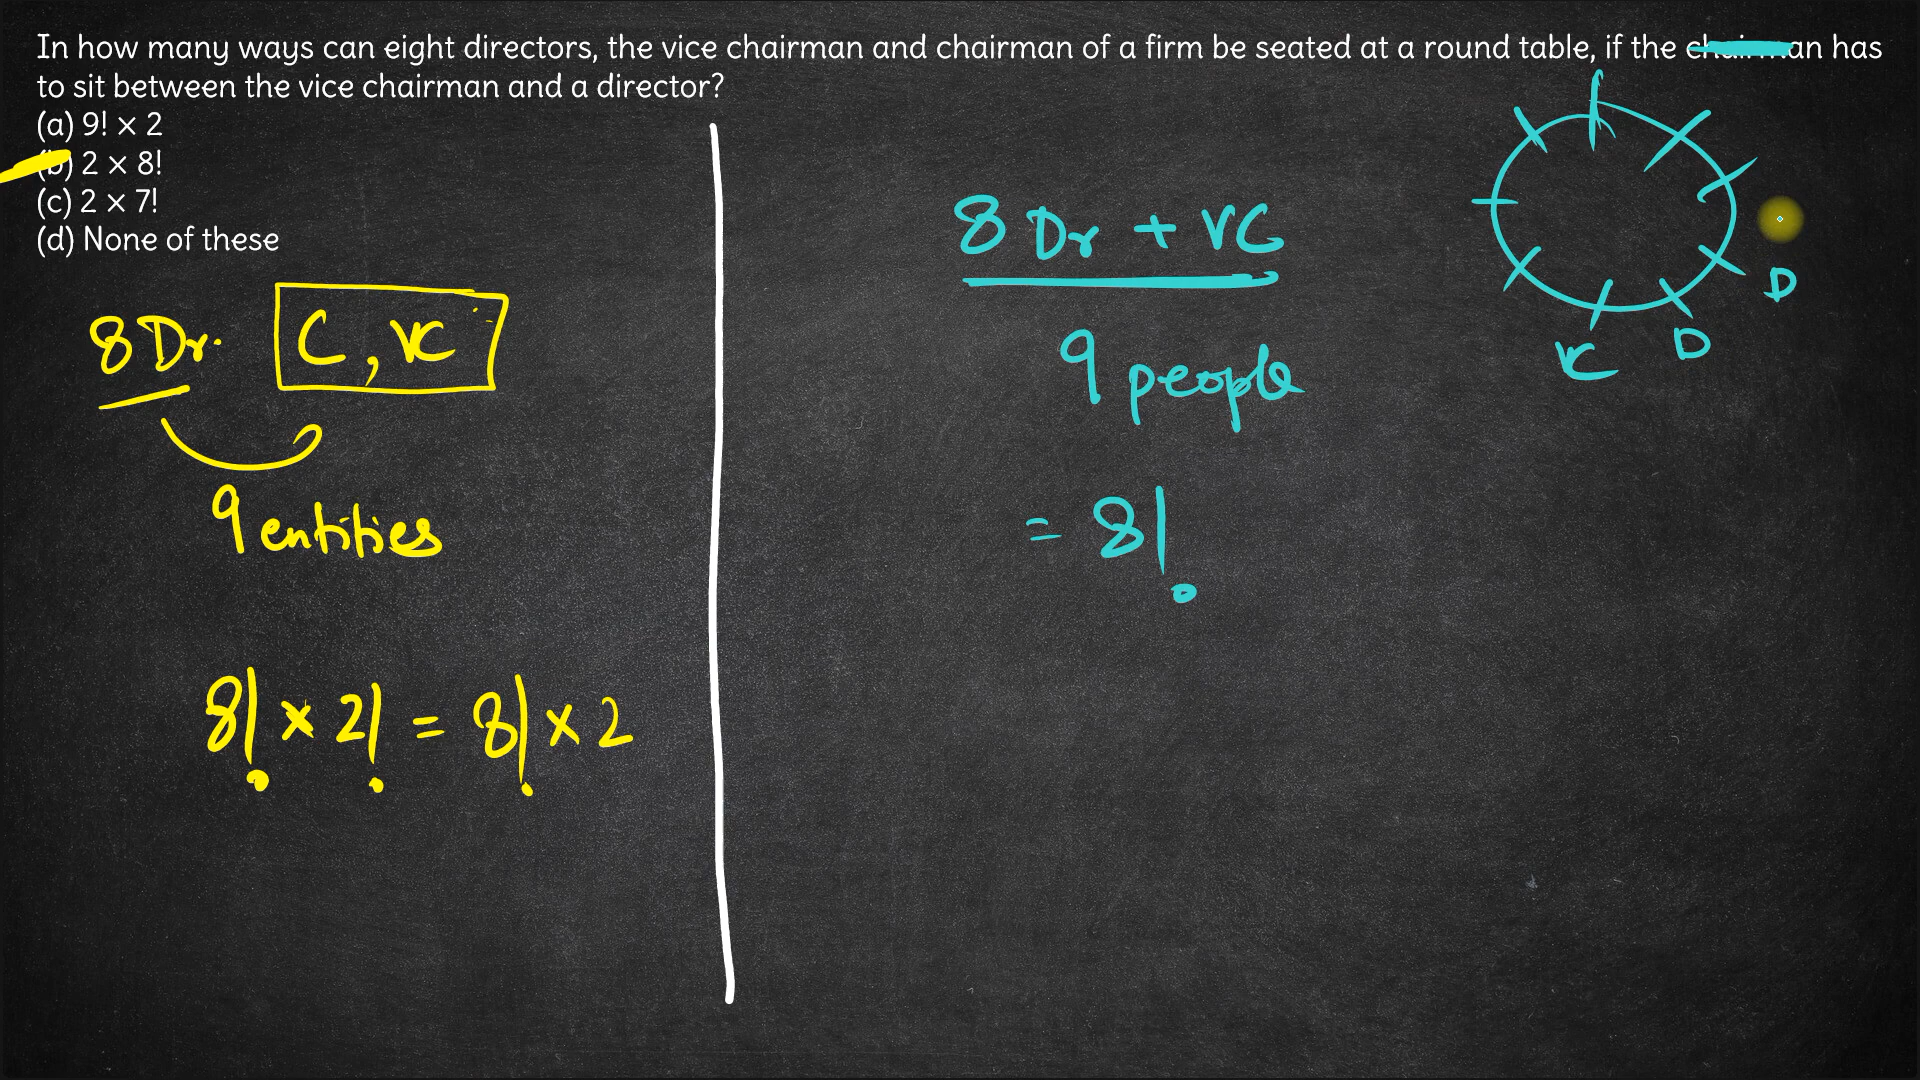 In how many ways can eight directors, the vice chairman and chairman of a firm be seated at a round table, if the chairman has
to sit between the vice chairman and a director?
(a) 9! × 2
(b) 2 × 8!
(c) 2 × 7!
(d) None of these
8 Dr. C, VC
9 entities
8! × 2! = 8! × 2
8 Dr + VC
9 people
= 8!
D
D
VC